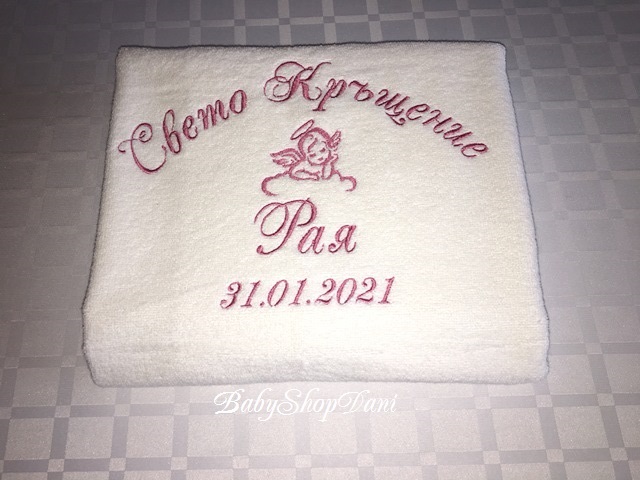 Свето Кръщение
Рая
31.01.2021
BabyShopDani